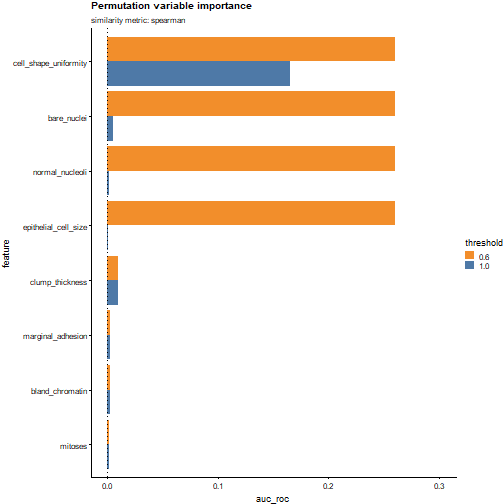 Permutation variable importance
similarity metric: spearman
cell_shape_uniformity
bare_nuclei
normal_nucleoli
epithelial_cell_size
clump_thickness
marginal_adhesion
bland_chromatin
mitoses
feature
0.0 0.1 0.2 0.3
auc_roc
threshold
0.6
1.0